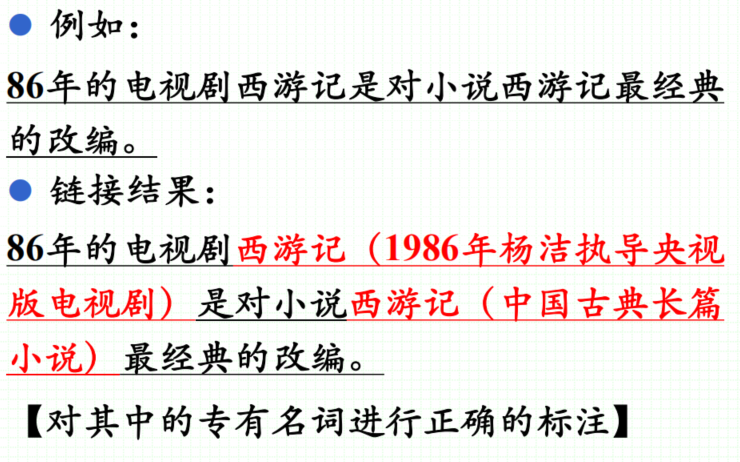 ● 例如：
86年的电视剧西游记是对小说西游记最经典
的改编。
● 链接结果：
86年的电视剧西游记（1986年杨洁执导央视
版电视剧）是对小说西游记（中国古典长篇
小说）最经典的改编。
【对其中的专有名词进行正确的标注】